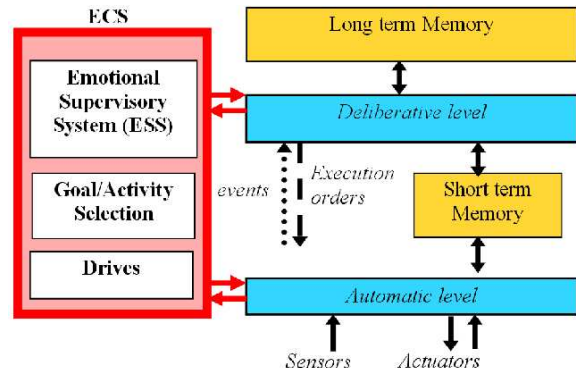 ECS
Emotional
Supervisory
System (ESS)
Goal/Activity
Selection
Drives
Long term Memory
Deliberative level
events
Execution
orders
Short term
Memory
Automatic level
Sensors
Actuators